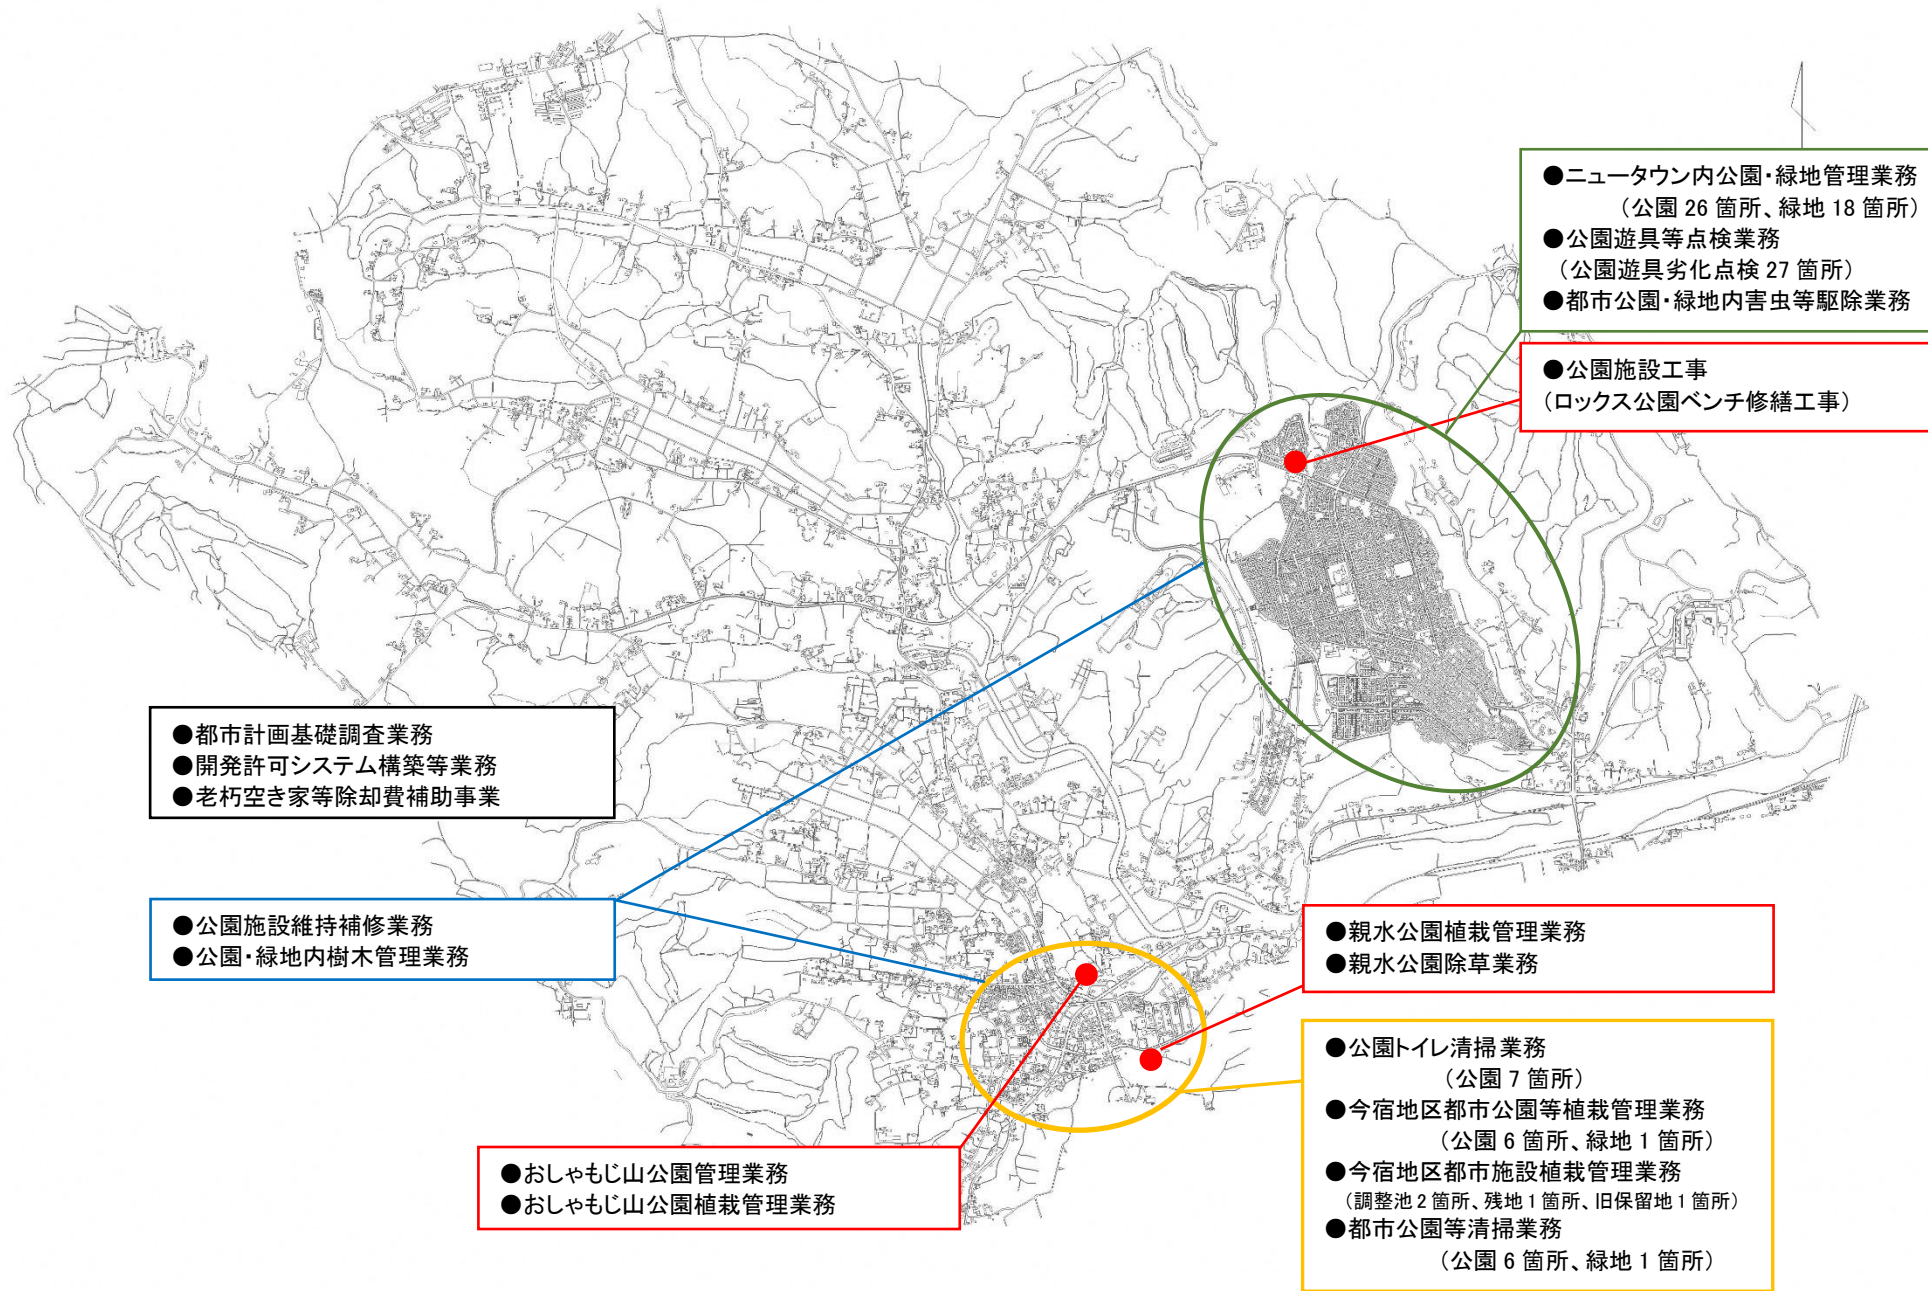 ●ニュータウン内公園・緑地管理業務
（公園 26 箇所、緑地 18 箇所）
●公園遊具等点検業務
（公園遊具劣化点検 27 箇所）
●都市公園・緑地内害虫等駆除業務
●公園施設工事
（ロックス公園ベンチ修繕工事）
●都市計画基礎調査業務
●開発許可システム構築等業務
●老朽空き家等除却費補助事業
●公園施設維持補修業務
●公園・緑地内樹木管理業務
●親水公園植栽管理業務
●親水公園除草業務
●公園トイレ清掃業務
（公園 7 箇所）
●今宿地区都市公園等植栽管理業務
（公園 6 箇所、緑地 1 箇所）
●今宿地区都市施設植栽管理業務
（調整池 2 箇所、残地 1 箇所、旧保留地 1 箇所）
●都市公園等清掃業務
（公園 6 箇所、緑地 1 箇所）
●おしゃもじ山公園管理業務
●おしゃもじ山公園植栽管理業務